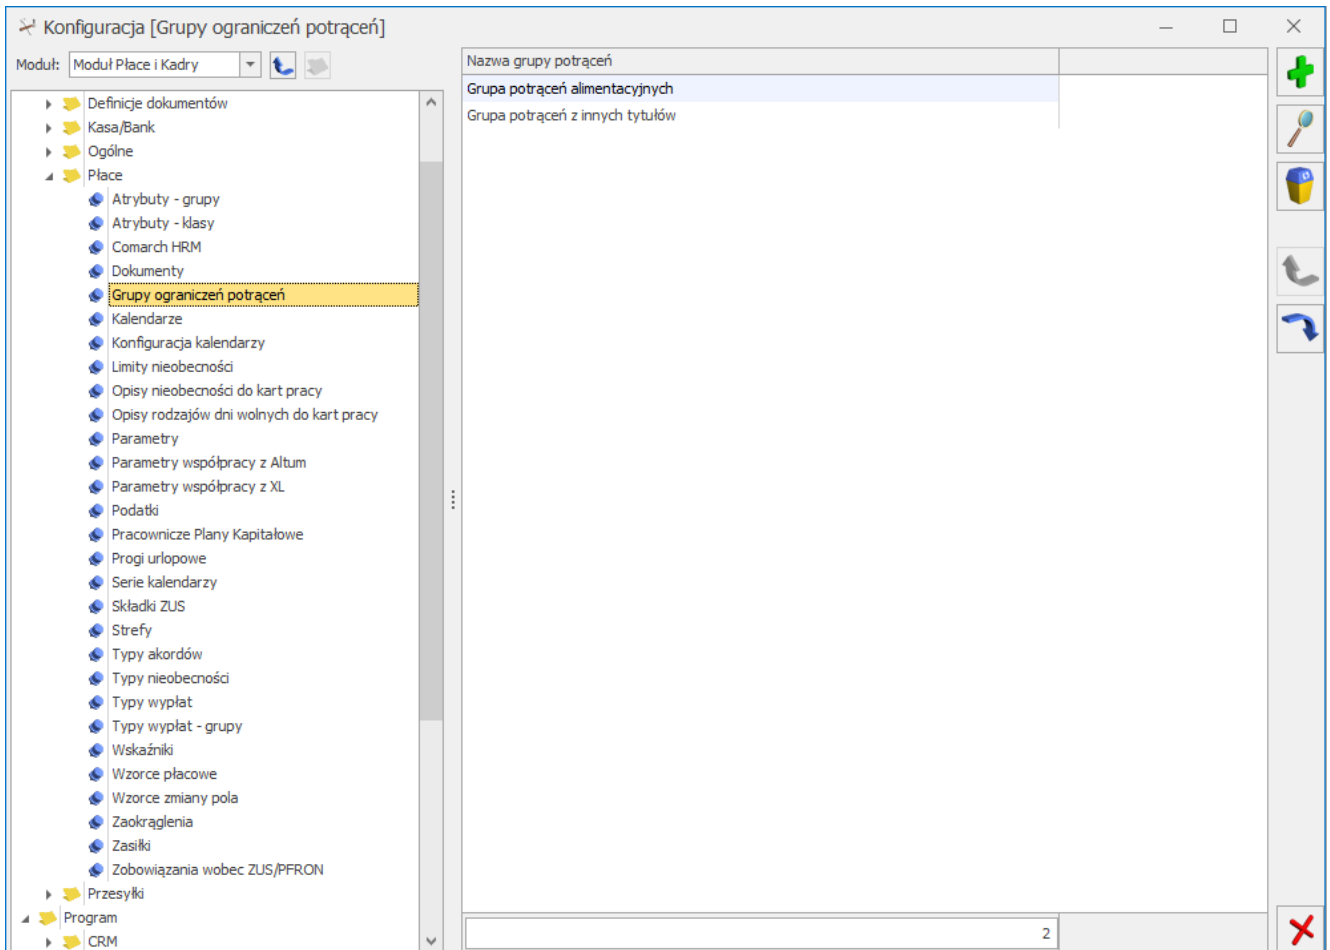 Konfiguracja [Grupy ograniczeń potrąceń]
Moduł: Moduł Płace i Kadry
Definicje dokumentów
Kasa/Bank
Ogólne
Płace
Atrybuty - grupy
Atrybuty - klasy
Comarch HRM
Dokumenty
Grupy ograniczeń potrąceń
Kalendarze
Konfiguracja kalendarzy
Limity nieobecności
Opisy nieobecności do kart pracy
Opisy rodzajów dni wolnych do kart pracy
Parametry
Parametry współpracy z Altum
Parametry współpracy z XL
Podatki
Pracownicze Plany Kapitałowe
Progi urlopowe
Serie kalendarzy
Składki ZUS
Strefy
Typy akordów
Typy nieobecności
Typy wypłat
Typy wypłat - grupy
Wskaźniki
Wzorce płacowe
Wzorce zmiany pola
Zaokrąglenia
Zasiłki
Zobowiązania wobec ZUS/PFRON
Przesyłki
Program
CRM
Nazwa grupy potrąceń
Grupa potrąceń alimentacyjnych
Grupa potrąceń z innych tytułów
2